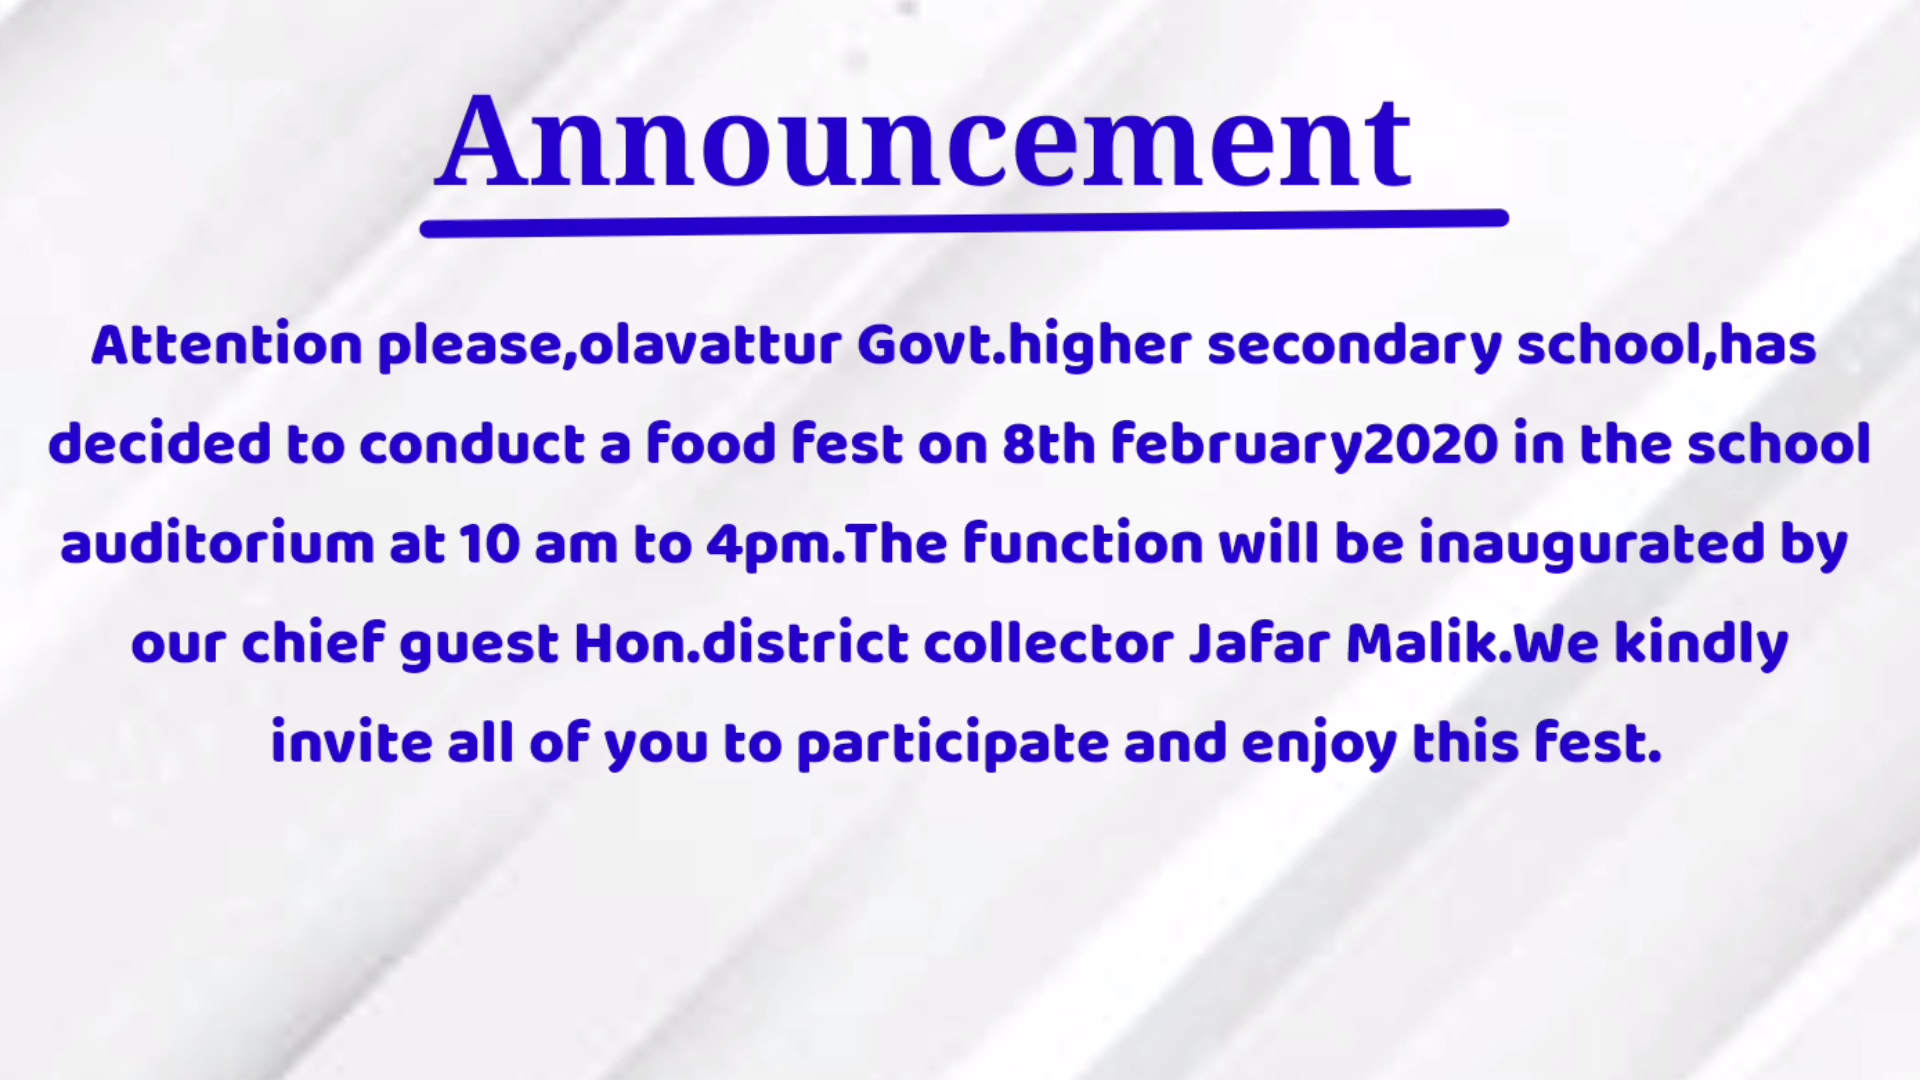 Announcement
Attention please,olavattur Govt.higher secondary school,has
decided to conduct a food fest on 8th february2020 in the school
auditorium at 10 am to 4pm.The function will be inaugurated by
our chief guest Hon.district collector Jafar Malik.We kindly
invite all of you to participate and enjoy this fest.